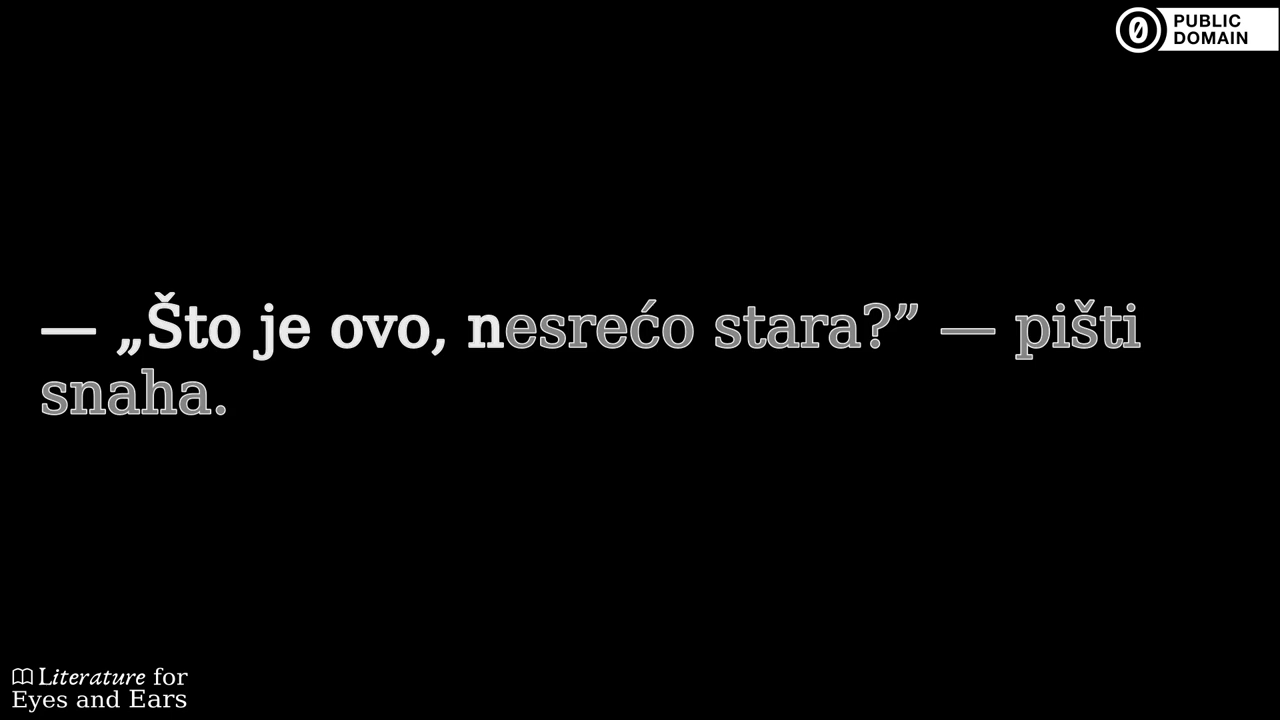 PUBLIC
DOMAIN
— „Što je ovo, nesrećo stara?” — pišti
snaha.
Literature for
Eyes and Ears